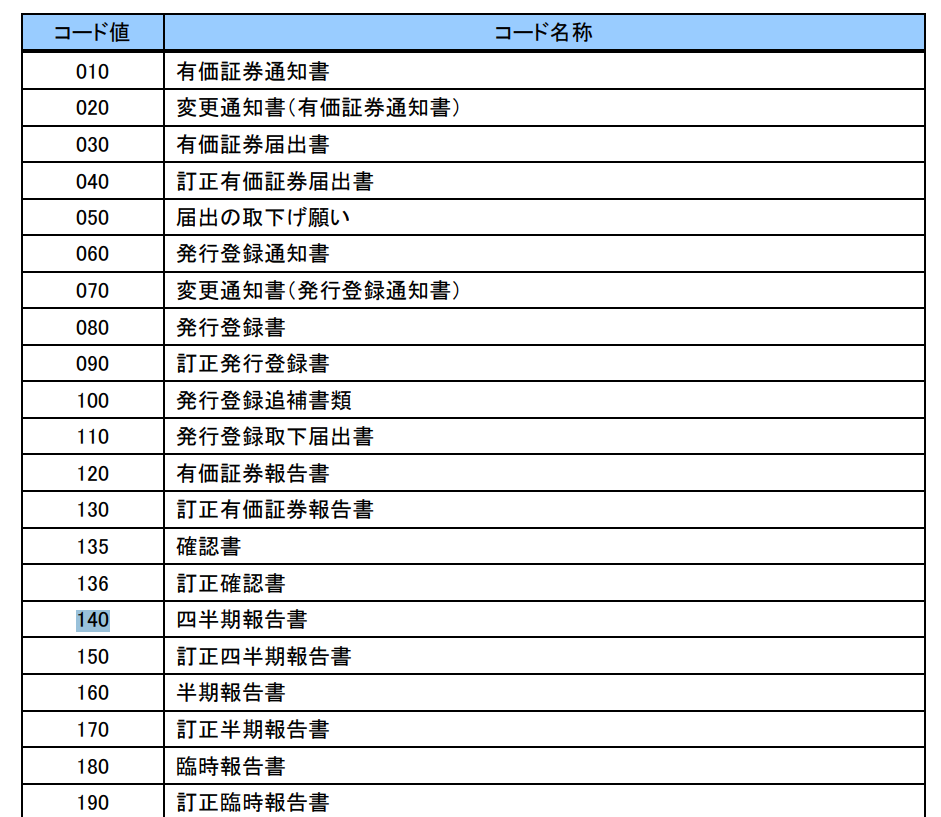 コード値 コード名称
010 有価証券通知書
020 変更通知書(有価証券通知書)
030 有価証券届出書
040 訂正有価証券届出書
050 届出の取下げ願い
060 発行登録通知書
070 変更通知書(発行登録通知書)
080 発行登録書
090 訂正発行登録書
100 発行登録追補書類
110 発行登録取下届出書
120 有価証券報告書
130 訂正有価証券報告書
135 確認書
136 訂正確認書
140 四半期報告書
150 訂正四半期報告書
160 半期報告書
170 訂正半期報告書
180 臨時報告書
190 訂正臨時報告書